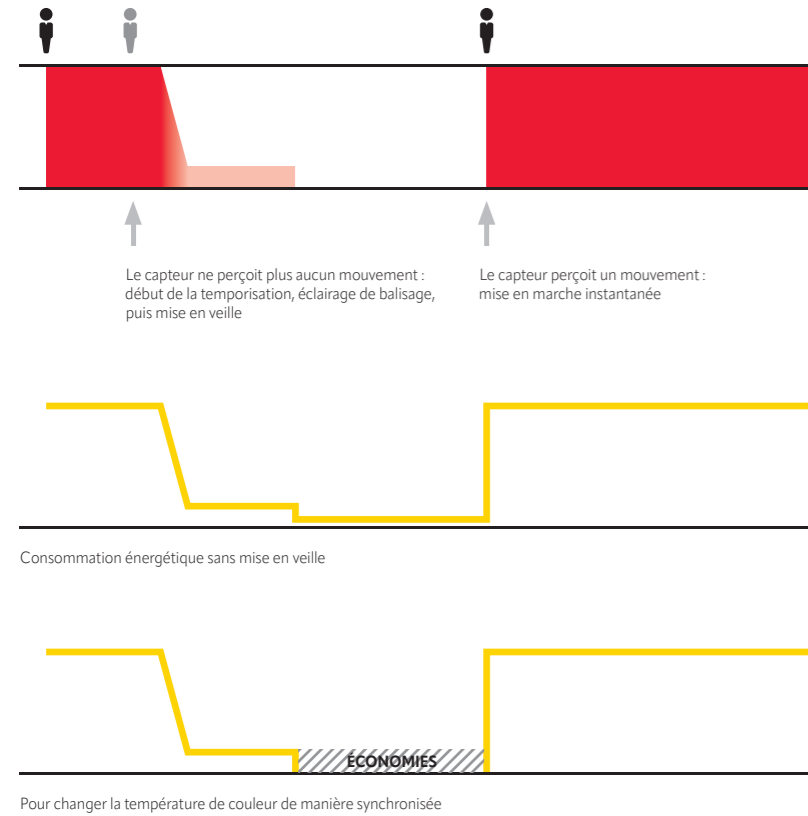 Le capteur ne perçoit plus aucun mouvement :
début de la temporisation, éclairage de balisage,
puis mise en veille
Le capteur perçoit un mouvement :
mise en marche instantanée
Consommation énergétique sans mise en veille
ÉCONOMIES
Pour changer la température de couleur de manière synchronisée